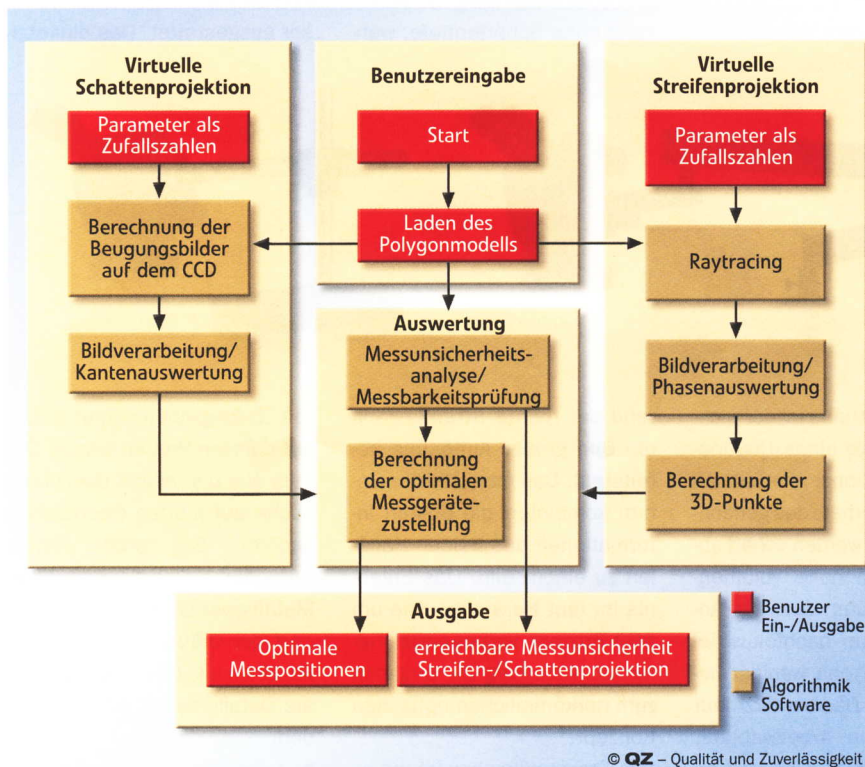 Virtuelle
Schattenprojektion
Parameter als
Zufallszahlen
Berechnung der
Beugungsbilder
auf dem CCD
Bildverarbeitung/
Kantenauswertung
Benutzereingabe
Start
Laden des
Polygonmodells
Auswertung
Messunsicherheits-
analyse/
Messbarkeitsprüfung
Berechnung
der optimalen
Messgeräte-
zustellung
Virtuelle
Streifenprojektion
Parameter als
Zufallszahlen
Raytracing
Bildverarbeitung/
Phasenauswertung
Berechnung der
3D-Punkte
Ausgabe
Optimale
Messpositionen
erreichbare Messunsicherheit
Streifen-/Schattenprojektion
Benutzer
Ein-/Ausgabe
Algorithmik
Software
© QZ – Qualität und Zuverlässigkeit